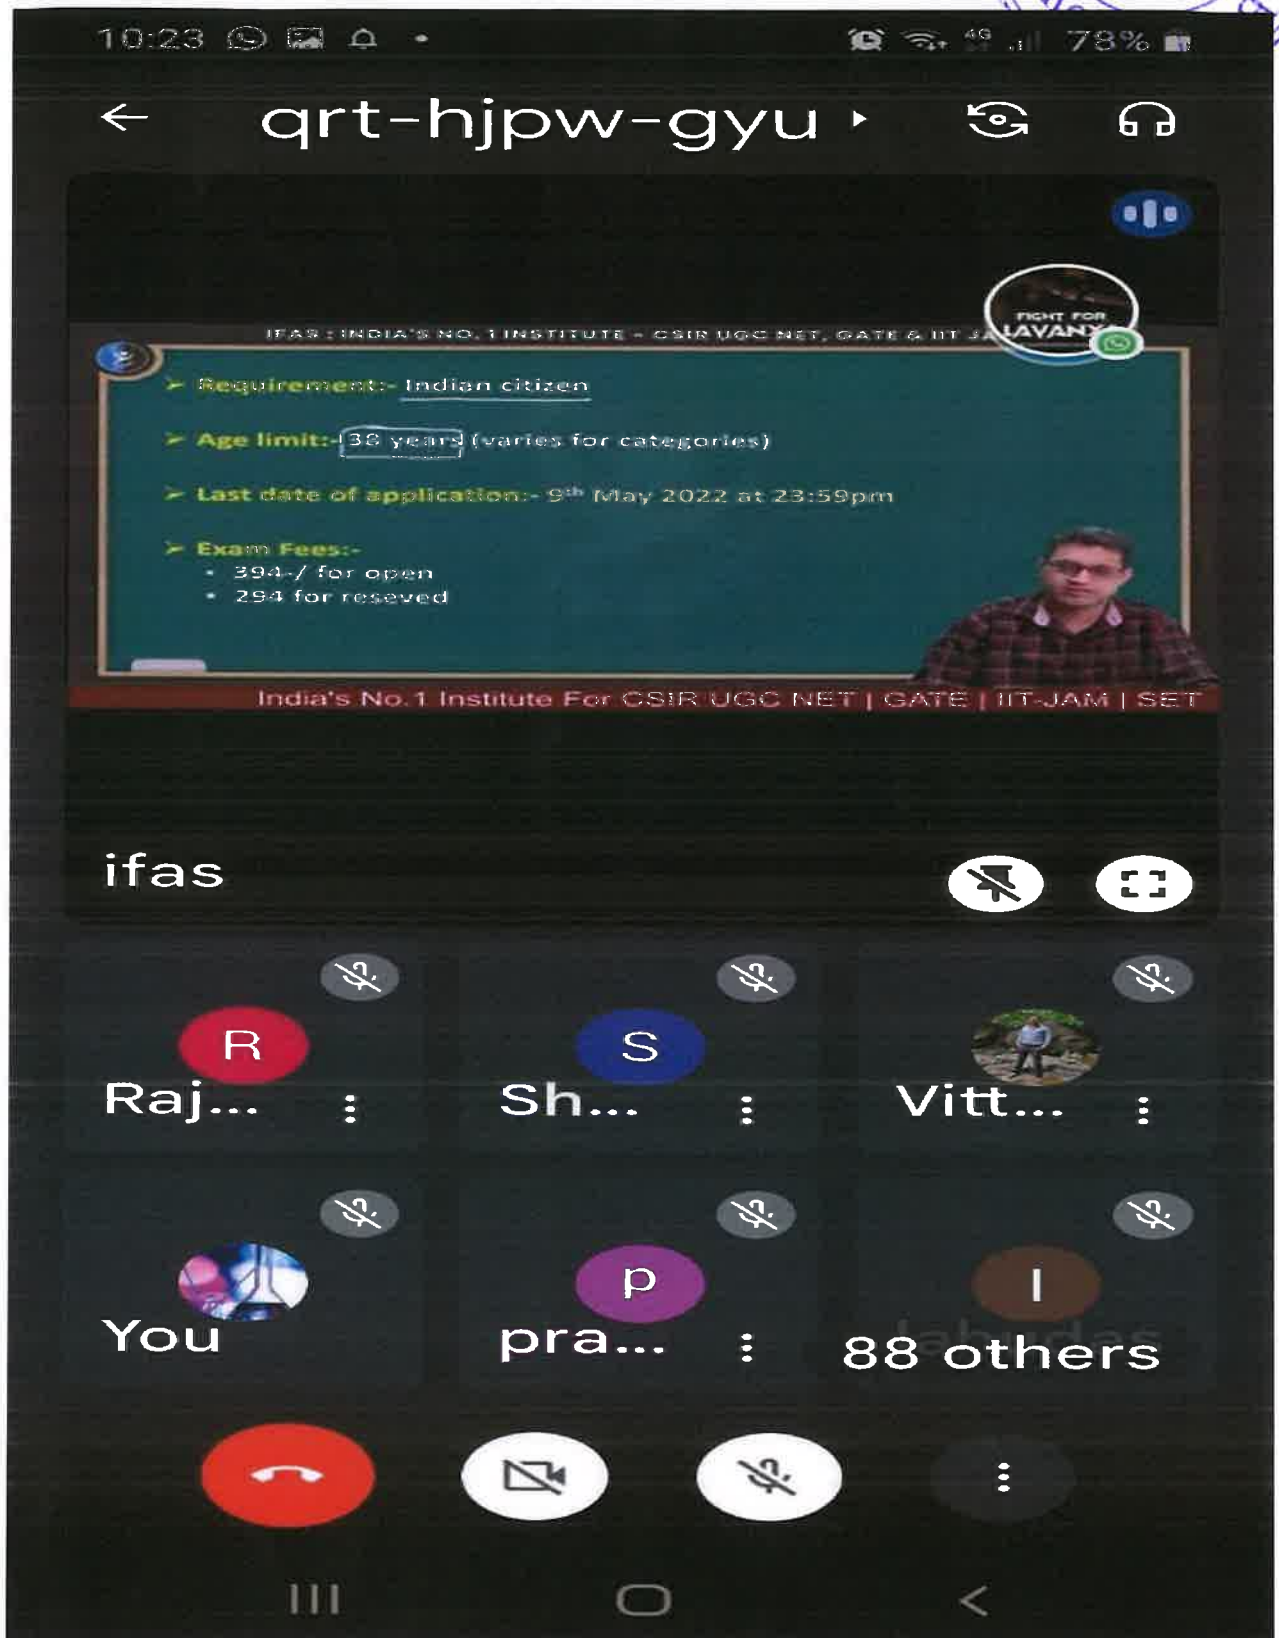 10:23
4G
78%
qrt-hjpw-gyu
FIGHT FOR
LAVANYA
IFAS : INDIA'S NO. 1 INSTITUTE - CSIR UGC NET, GATE & IIT JA
➤ Requirement:- Indian citizen
➤ Age limit:- 38 years (varies for categories)
➤ Last date of application:- 9th May 2022 at 23:59pm
➤ Exam Fees:-
• 394-/ for open
• 294 for reseved
India's No.1 Institute For CSIR UGC NET | GATE | IIT-JAM | SET
ifas
R
S
Raj...
Sh...
Vitt...
p
I
You
pra...
88 others